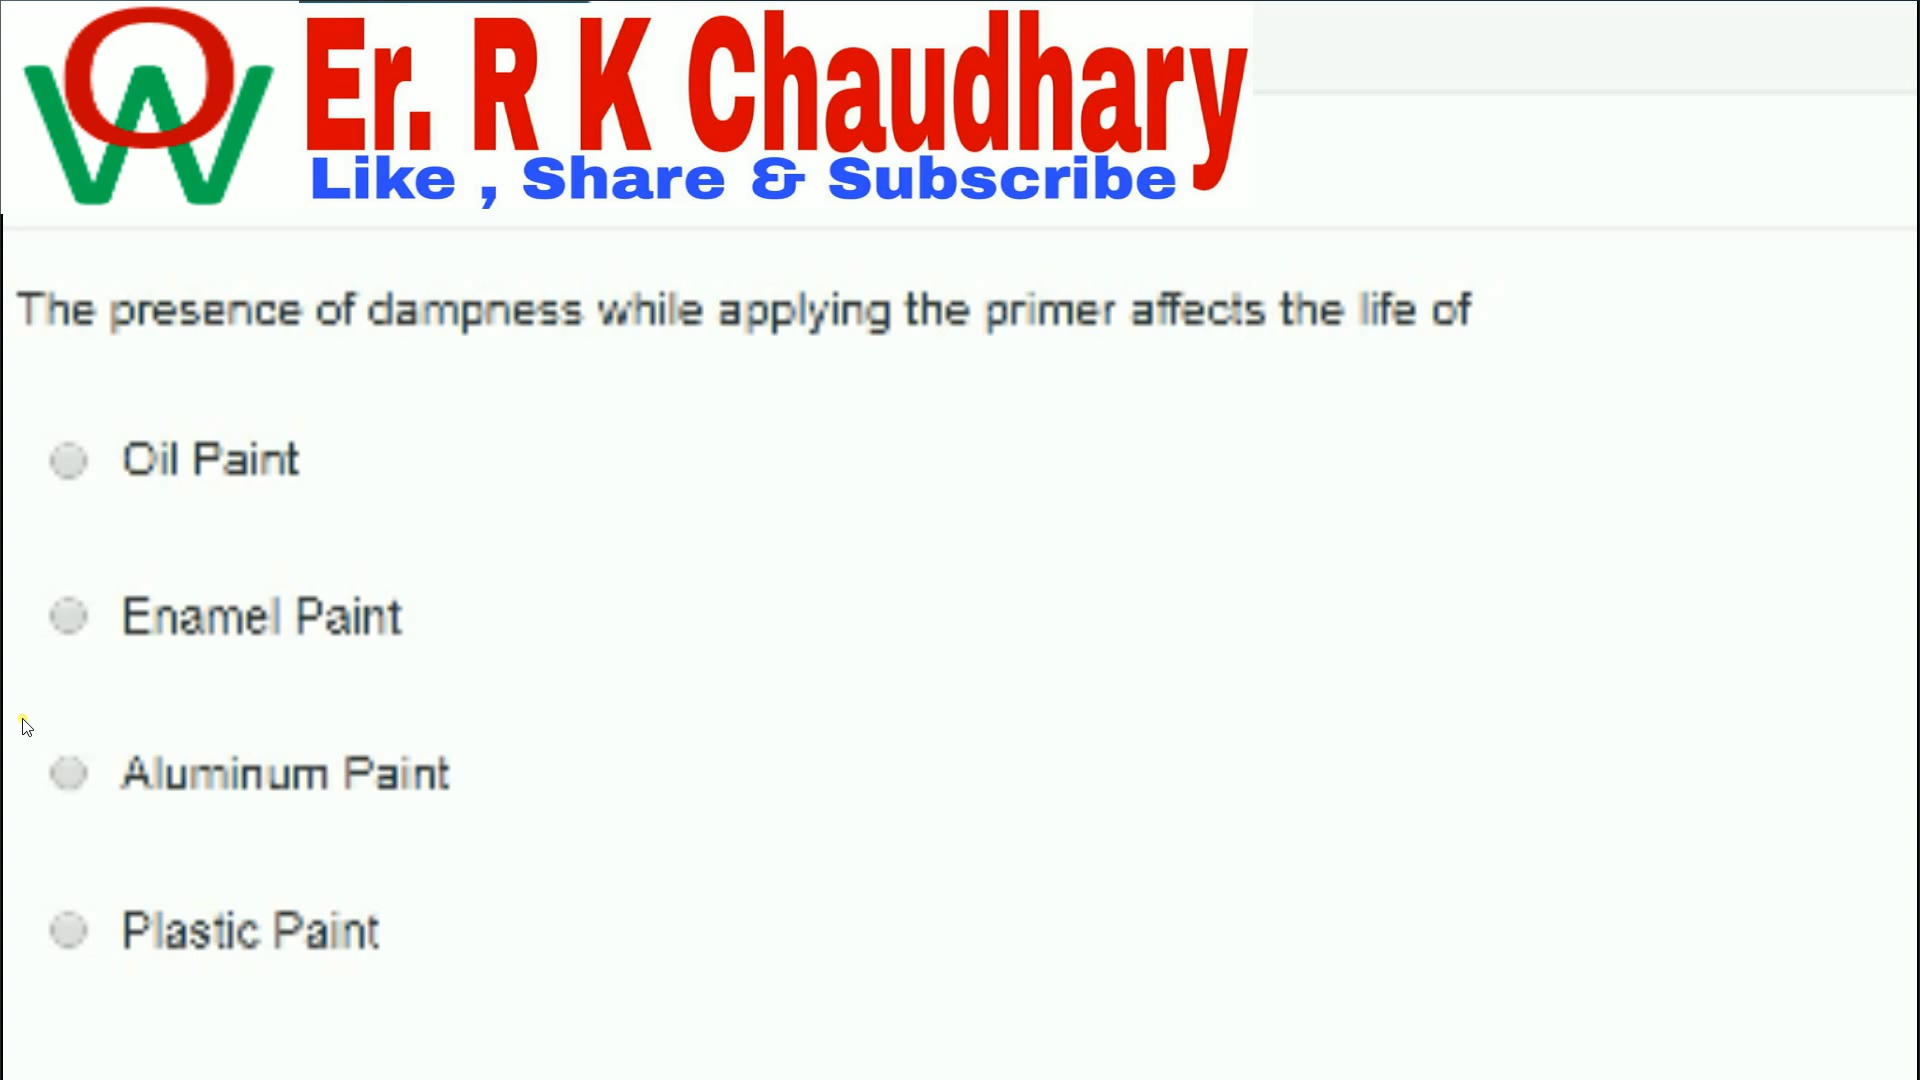 OW
Er. R K Chaudhary
Like , Share & Subscribe
The presence of dampness while applying the primer affects the life of
Oil Paint
Enamel Paint
Aluminum Paint
Plastic Paint